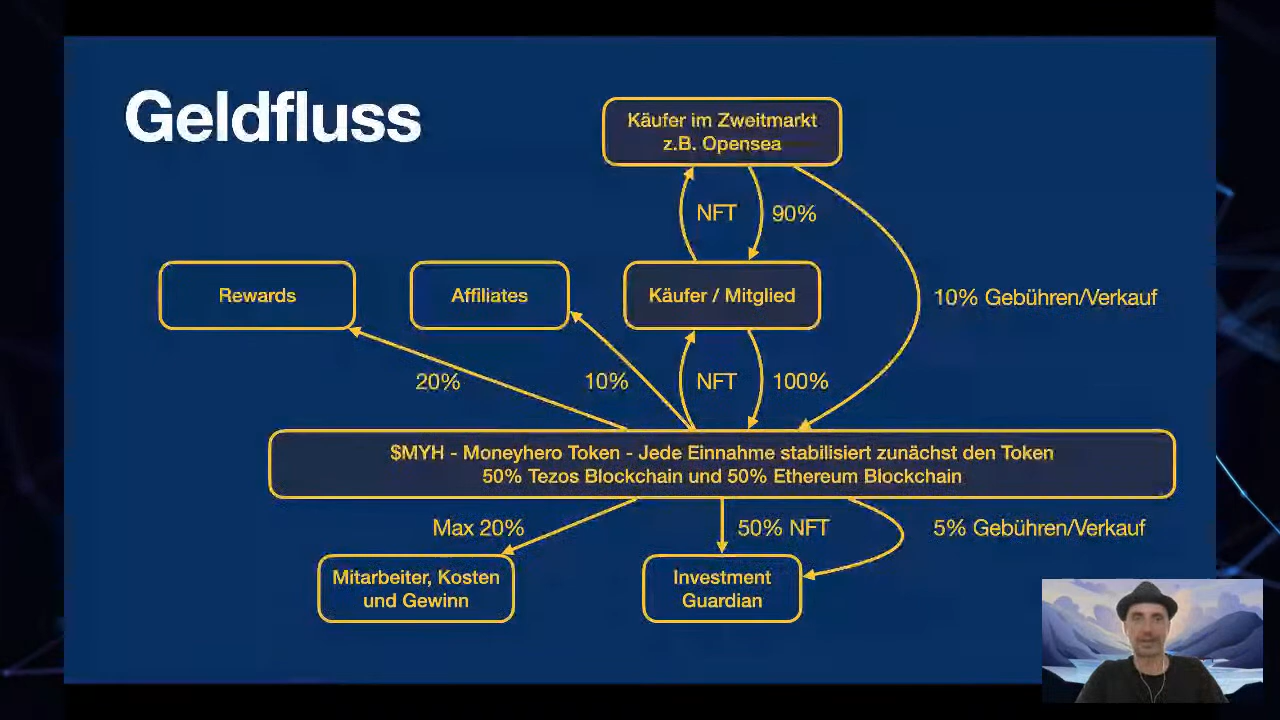 Geldfluss
Käufer im Zweitmarkt
z.B. Opensea
NFT
90%
Rewards
Affiliates
Käufer / Mitglied
10% Gebühren/Verkauf
20%
10%
NFT
100%
$MYH - Moneyhero Token - Jede Einnahme stabilisiert zunächst den Token
50% Tezos Blockchain und 50% Ethereum Blockchain
Max 20%
50% NFT
5% Gebühren/Verkauf
Mitarbeiter, Kosten
und Gewinn
Investment
Guardian